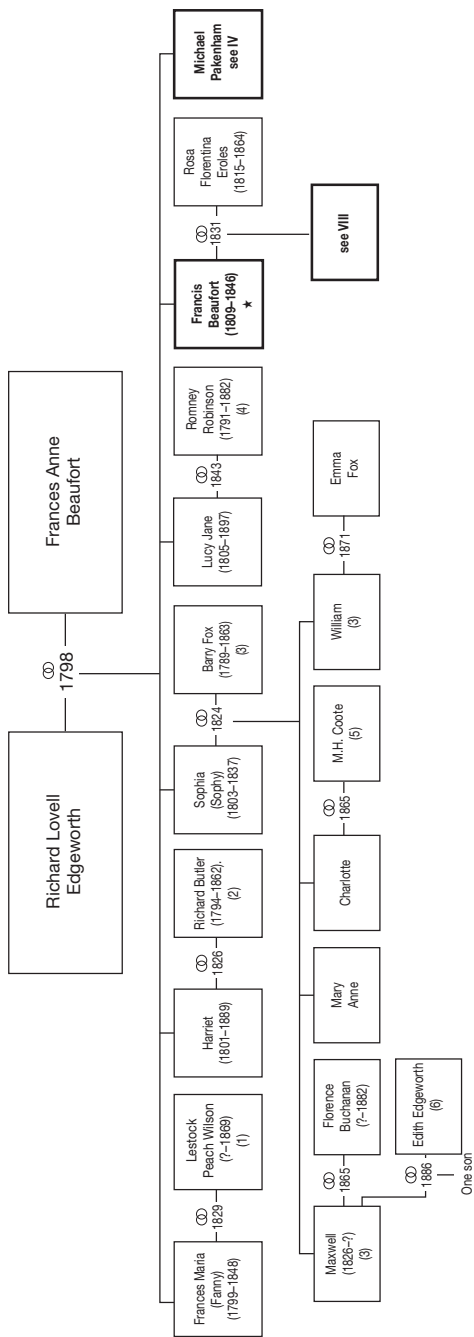 Richard Lovell
Edgeworth
⚭
1798
Frances Anne
Beaufort
Frances Maria
(Fanny)
(1799–1848)
⚭
1829
Lestock
Peach Wilson
(?–1869)
(1)
Harriet
(1801–1889)
⚭
1826
Richard Butler
(1794–1862).
(2)
Sophia
(Sophy)
(1803–1837)
⚭
1824
Barry Fox
(1789–1863)
(3)
Lucy Jane
(1805–1897)
⚭
1843
Romney
Robinson
(1791–1882)
(4)
Francis
Beaufort
(1809–1846)
★
⚭
1831
Rosa
Florentina
Eroles
(1815–1864)
Michael
Pakenham
see IV
Maxwell
(1826–?)
(3)
⚭
1865
Florence
Buchanan
(?–1882)
Mary
Anne
Charlotte
⚭
1865
M.H. Coote
(5)
William
(3)
⚭
1871
Emma
Fox
see VIII
⚭
1886
Edith Edgeworth
(6)
One son